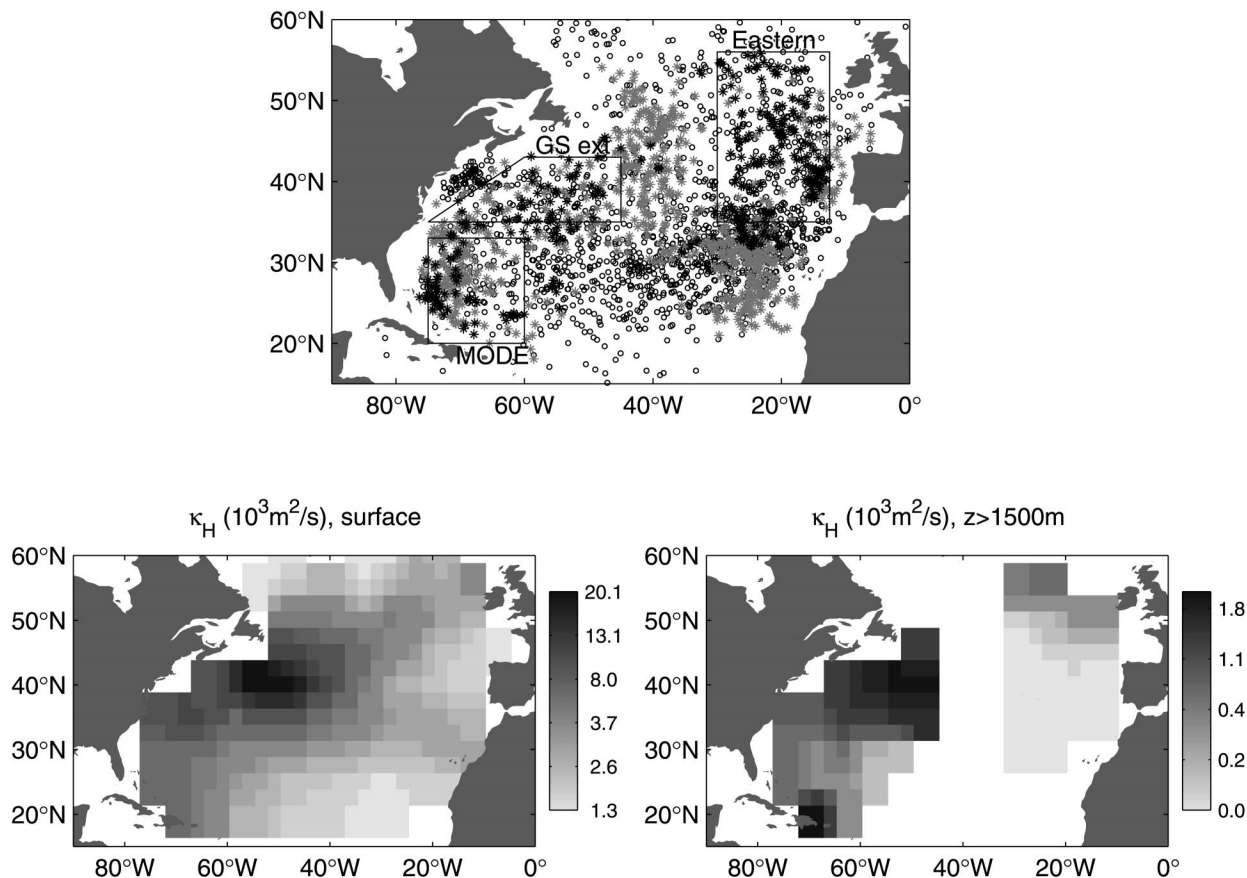 60°N
Eastern
50°N
GS ext
40°N
30°N
20°N
MODE
80°W 60°W 40°W 20°W 0°
κH (10³m²/s), surface
60°N
50°N
40°N
30°N
20°N
80°W 60°W 40°W 20°W 0°
20.1
13.1
8.0
3.7
2.6
1.3
κH (10³m²/s), z>1500m
60°N
50°N
40°N
30°N
20°N
80°W 60°W 40°W 20°W 0°
1.8
1.1
0.4
0.2
0.0